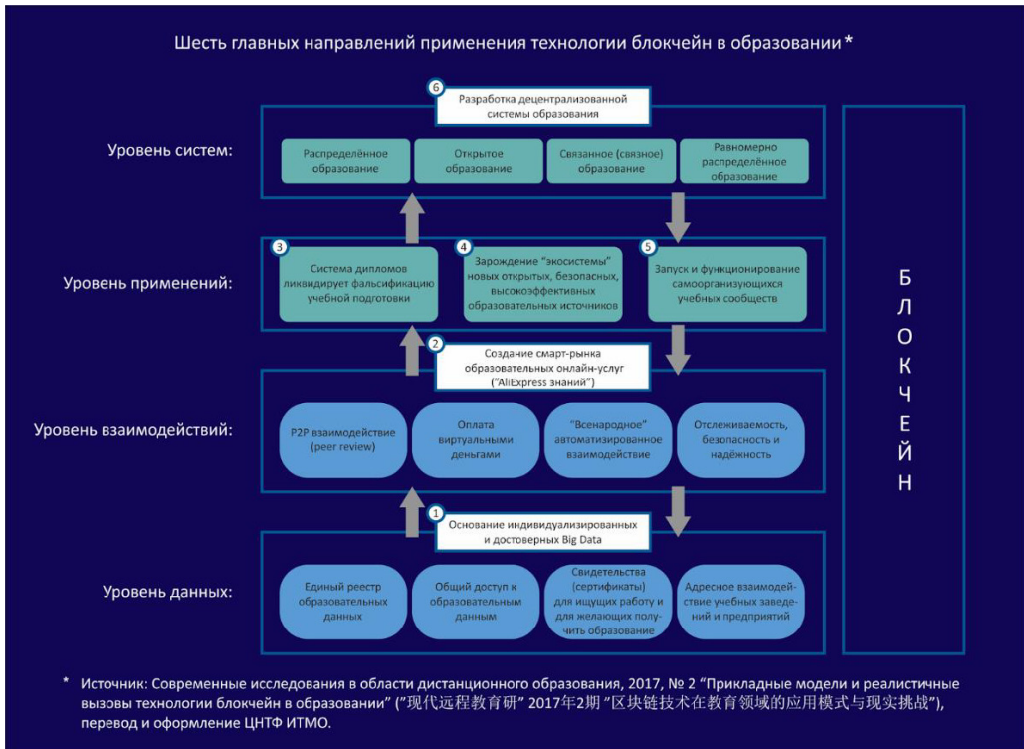 Шесть главных направлений применения технологии блокчейн в образовании*
6
Разработка децентрализованной
системы образования
Уровень систем:
Распределённое
образование
Открытое
образование
Связанное (связное)
образование
Равномерно
распределённое
образование
Уровень применений:
3
Система дипломов
ликвидирует фальсификацию
учебной подготовки
4
Зарождение “экосистемы”
новых открытых, безопасных,
высокоэффективных
образовательных источников
5
Запуск и функционирование
самоорганизующихся
учебных сообществ
2
Создание смарт-рынка
образовательных онлайн-услуг
(“AliExpress знаний”)
Уровень взаимодействий:
P2P взаимодействие
(peer review)
Оплата
виртуальными
деньгами
“Всенародное”
автоматизированное
взаимодействие
Отслеживаемость,
безопасность и
надёжность
1
Основание индивидуализированных
и достоверных Big Data
Уровень данных:
Единый реестр
образовательных
данных
Общий доступ к
образовательным
данным
Свидетельства
(сертификаты)
для ищущих работу и
для желающих полу-
чить образование
Адресное взаимодей-
ствие учебных заведе-
ний и предприятий
Б
Л
О
К
Ч
Е
Й
Н
* Источник: Современные исследования в области дистанционного образования, 2017, № 2 “Прикладные модели и реалистичные
вызовы технологии блокчейн в образовании” (”现代远程教育研” 2017年2期 “区块链技术在教育领域的应用模式与现实挑战”),
перевод и оформление ЦНТФ ИТМО.